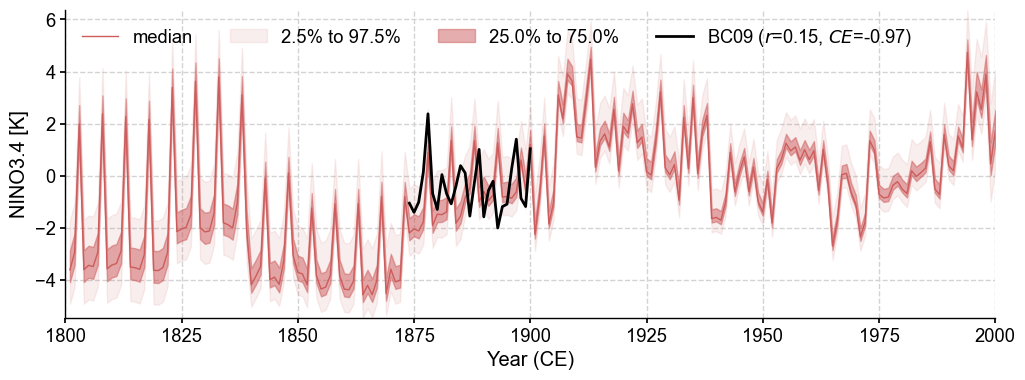 6
median
2.5% to 97.5%
25.0% to 75.0%
BC09 (r=0.15, CE=-0.97)
4
2
0
−2
−4
NINO3.4 [K]
1800
1825
1850
1875
1900
1925
1950
1975
2000
Year (CE)